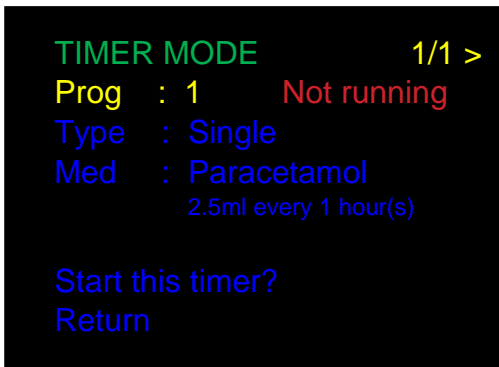 TIMER MODE 1/1 >
Prog : 1 Not running
Type : Single
Med : Paracetamol
2.5ml every 1 hour(s)
Start this timer?
Return